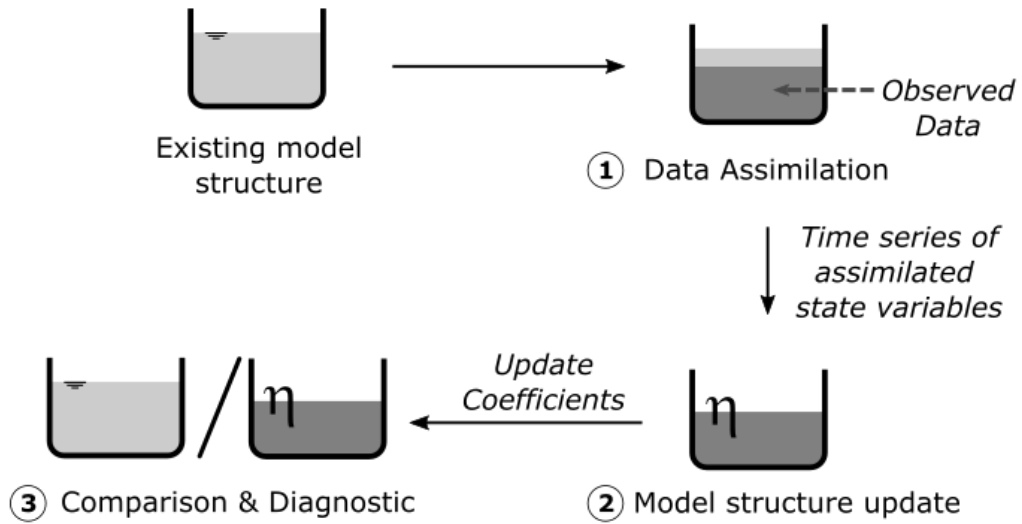 Existing model
structure
Observed
Data
1 Data Assimilation
Time series of
assimilated
state variables
η
2 Model structure update
Update
Coefficients
η
3 Comparison & Diagnostic